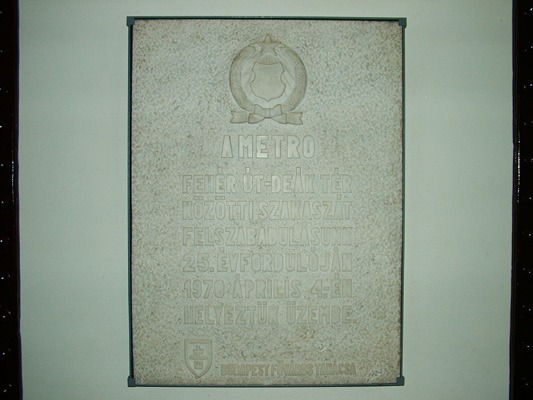 A METRO
FEHÉR ÚT-DEÁK TÉR
KÖZÖTTI SZAKASZÁT
FELSZABADULÁSUNK
25. ÉVFORDULÓJÁN
1970 ÁPRILIS 4-ÉN
HELYEZTÜK ÜZEMBE.
BUDAPEST FŐVÁROS TANÁCSA